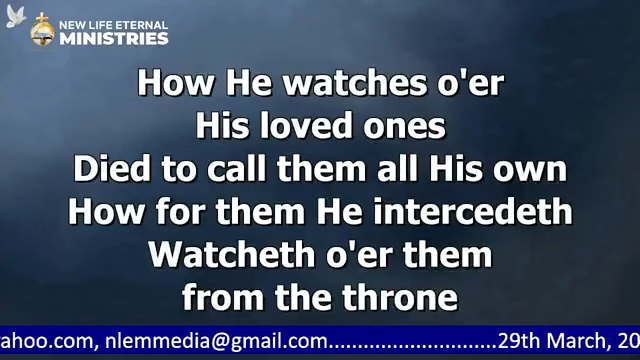 NEW LIFE ETERNAL
MINISTRIES
How He watches o'er
His loved ones
Died to call them all His own
How for them He intercedeth
Watcheth o'er them
from the throne
ahoo.com, nlemmedia@gmail.com..............................29th March, 20